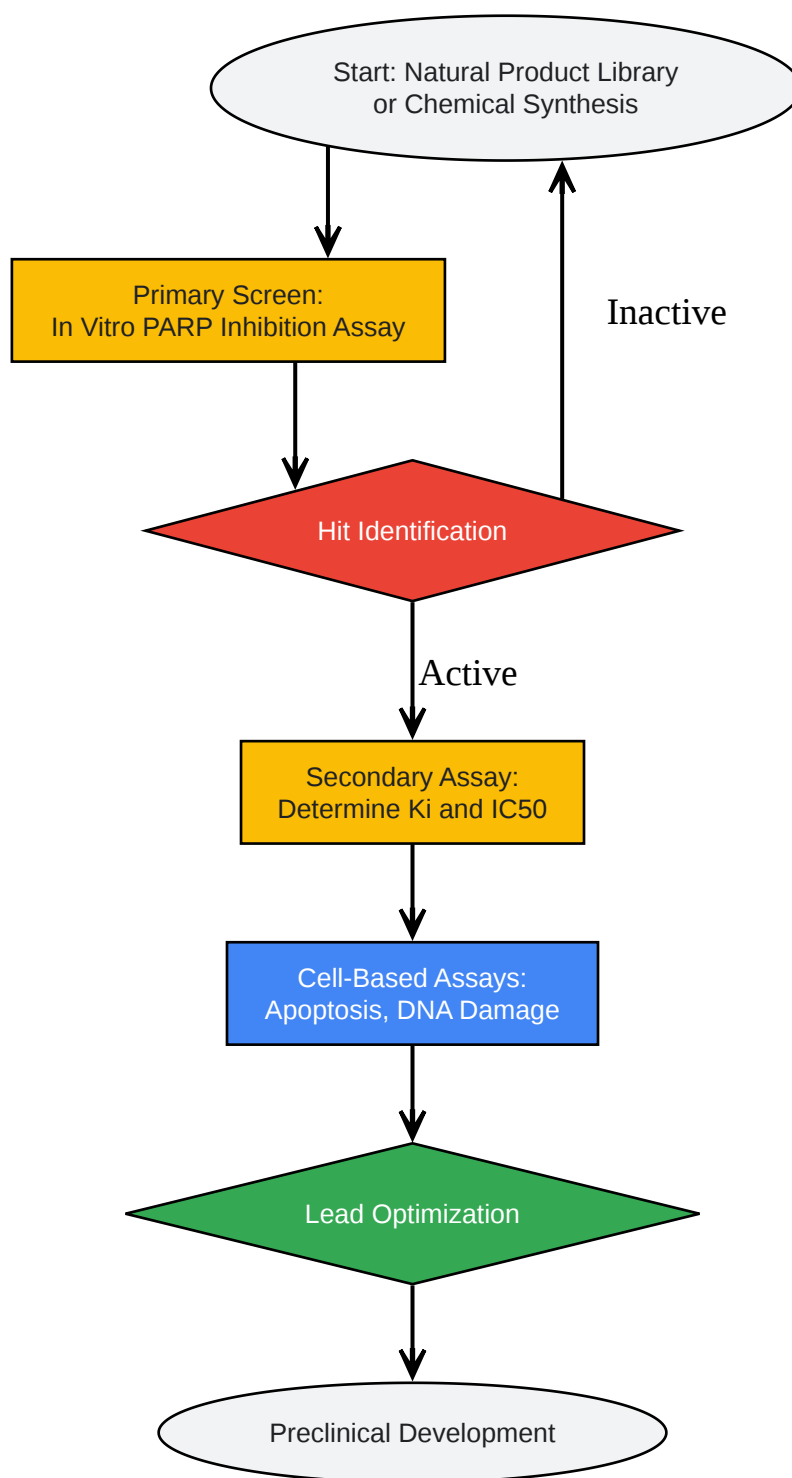 Start: Natural Product Library
or Chemical Synthesis
Primary Screen:
In Vitro PARP Inhibition Assay
Inactive
Hit Identification
Active
Secondary Assay:
Determine Ki and IC50
Cell-Based Assays:
Apoptosis, DNA Damage
Lead Optimization
Preclinical Development